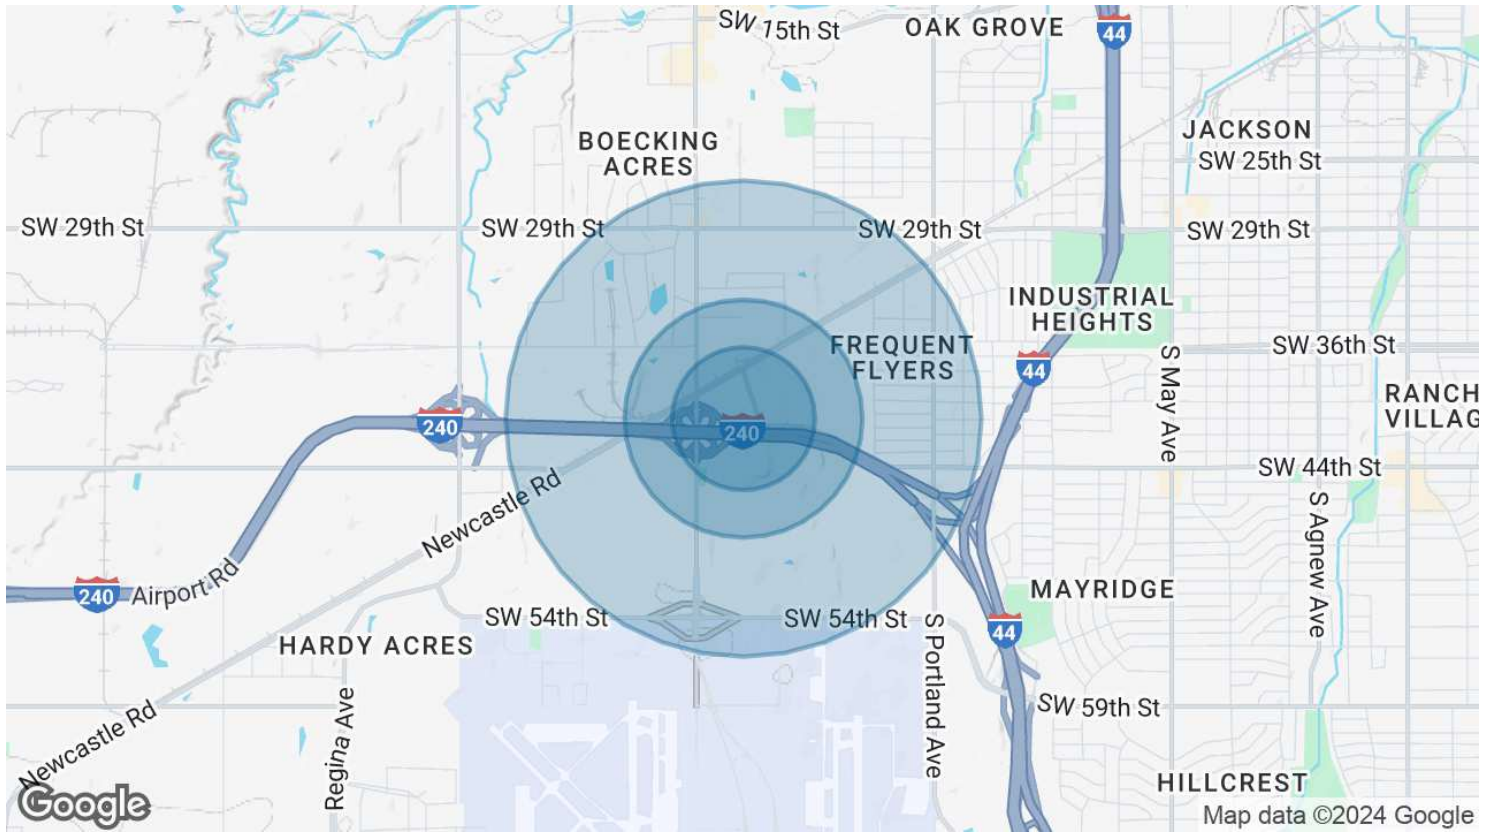 SW 15th St
OAK GROVE
44
BOECKING
ACRES
JACKSON
SW 25th St
SW 29th St
SW 29th St
SW 29th St
SW 29th St
INDUSTRIAL
HEIGHTS
FREQUENT
FLYERS
SW 36th St
44
S May Ave
RANCH
VILLAG
240
240
SW 44th St
Newcastle Rd
S Agnew Ave
240
Airport Rd
MAYRIDGE
SW 54th St
SW 54th St
44
S Portland Ave
HARDY ACRES
Regina Ave
SW 59th St
Newcastle Rd
HILLCREST
Google
Map data ©2024 Google